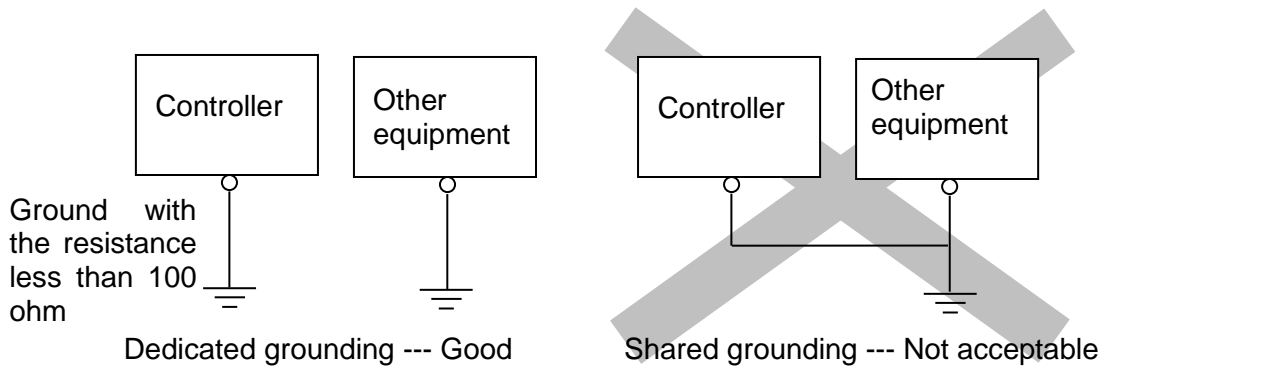 Controller
Other
equipment
Controller
Other
equipment
Ground with
the resistance
less than 100
ohm
Dedicated grounding --- Good
Shared grounding --- Not acceptable